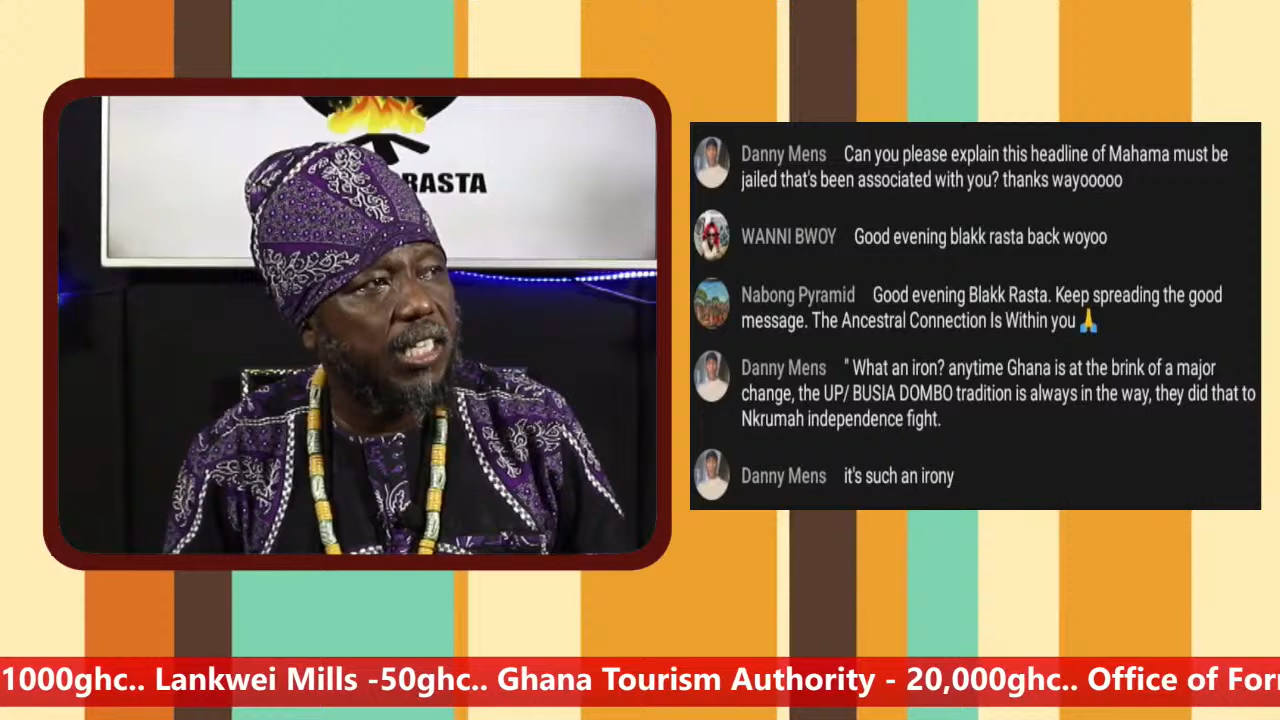 RASTA
Danny Mens Can you please explain this headline of Mahama must be
jailed that's been associated with you? thanks wayooooo
WANNI BWOY Good evening blakk rasta back woyoo
Nabong Pyramid Good evening Blakk Rasta. Keep spreading the good
message. The Ancestral Connection Is Within you 🙏
Danny Mens " What an iron? anytime Ghana is at the brink of a major
change, the UP/ BUSIA DOMBO tradition is always in the way, they did that to
Nkrumah independence fight.
Danny Mens it's such an irony
1000ghc.. Lankwei Mills -50ghc.. Ghana Tourism Authority - 20,000ghc.. Office of For